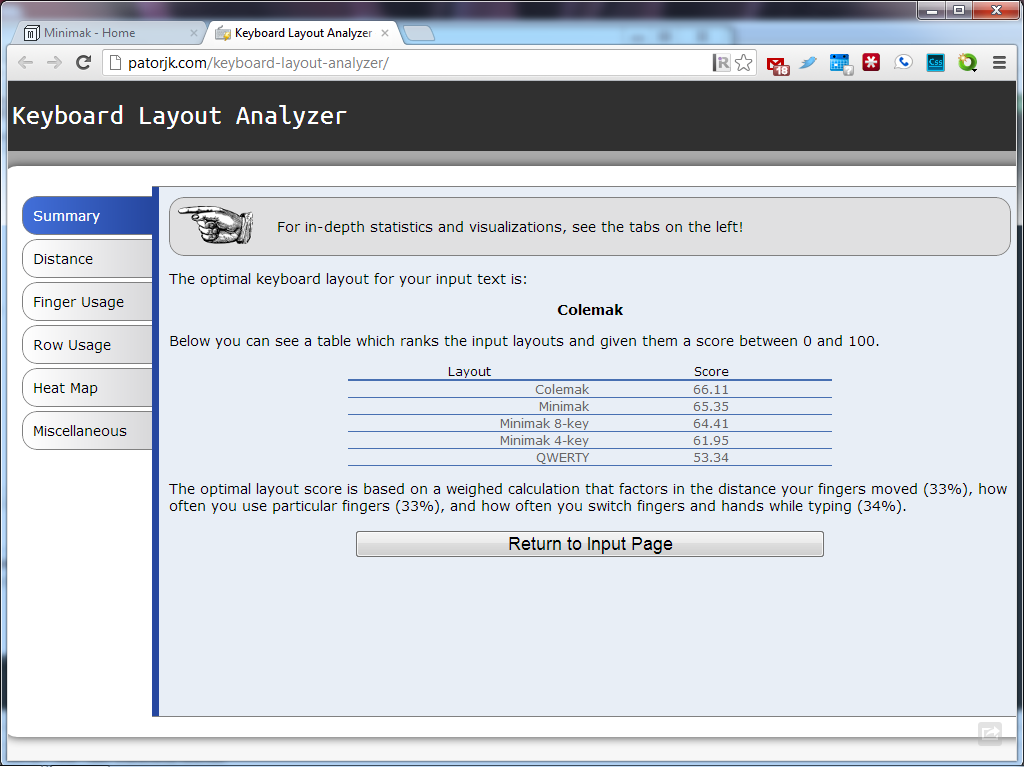 Minimak - Home
Keyboard Layout Analyzer
patorjk.com/keyboard-layout-analyzer/
R
18
?
Css
Keyboard Layout Analyzer
Summary
Distance
Finger Usage
Row Usage
Heat Map
Miscellaneous
For in-depth statistics and visualizations, see the tabs on the left!
The optimal keyboard layout for your input text is:
Colemak
Below you can see a table which ranks the input layouts and given them a score between 0 and 100.
Layout Score
Colemak 66.11
Minimak 65.35
Minimak 8-key 64.41
Minimak 4-key 61.95
QWERTY 53.34
The optimal layout score is based on a weighed calculation that factors in the distance your fingers moved (33%), how
often you use particular fingers (33%), and how often you switch fingers and hands while typing (34%).
Return to Input Page